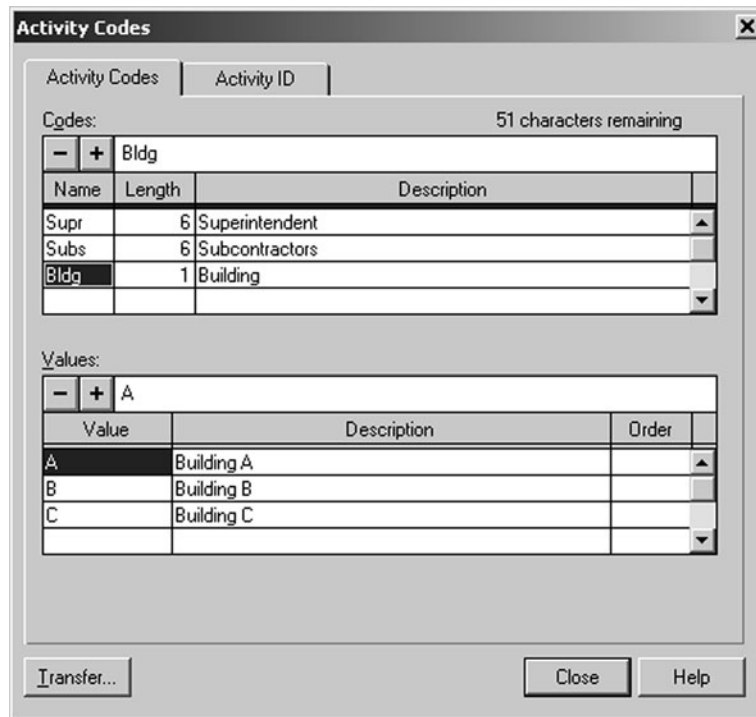 Activity Codes
Activity Codes Activity ID
Codes: 51 characters remaining
− + Bldg
Name Length Description
Supr 6 Superintendent
Subs 6 Subcontractors
Bldg 1 Building
Values:
− + A
Value Description Order
A Building A
B Building B
C Building C
Transfer... Close Help